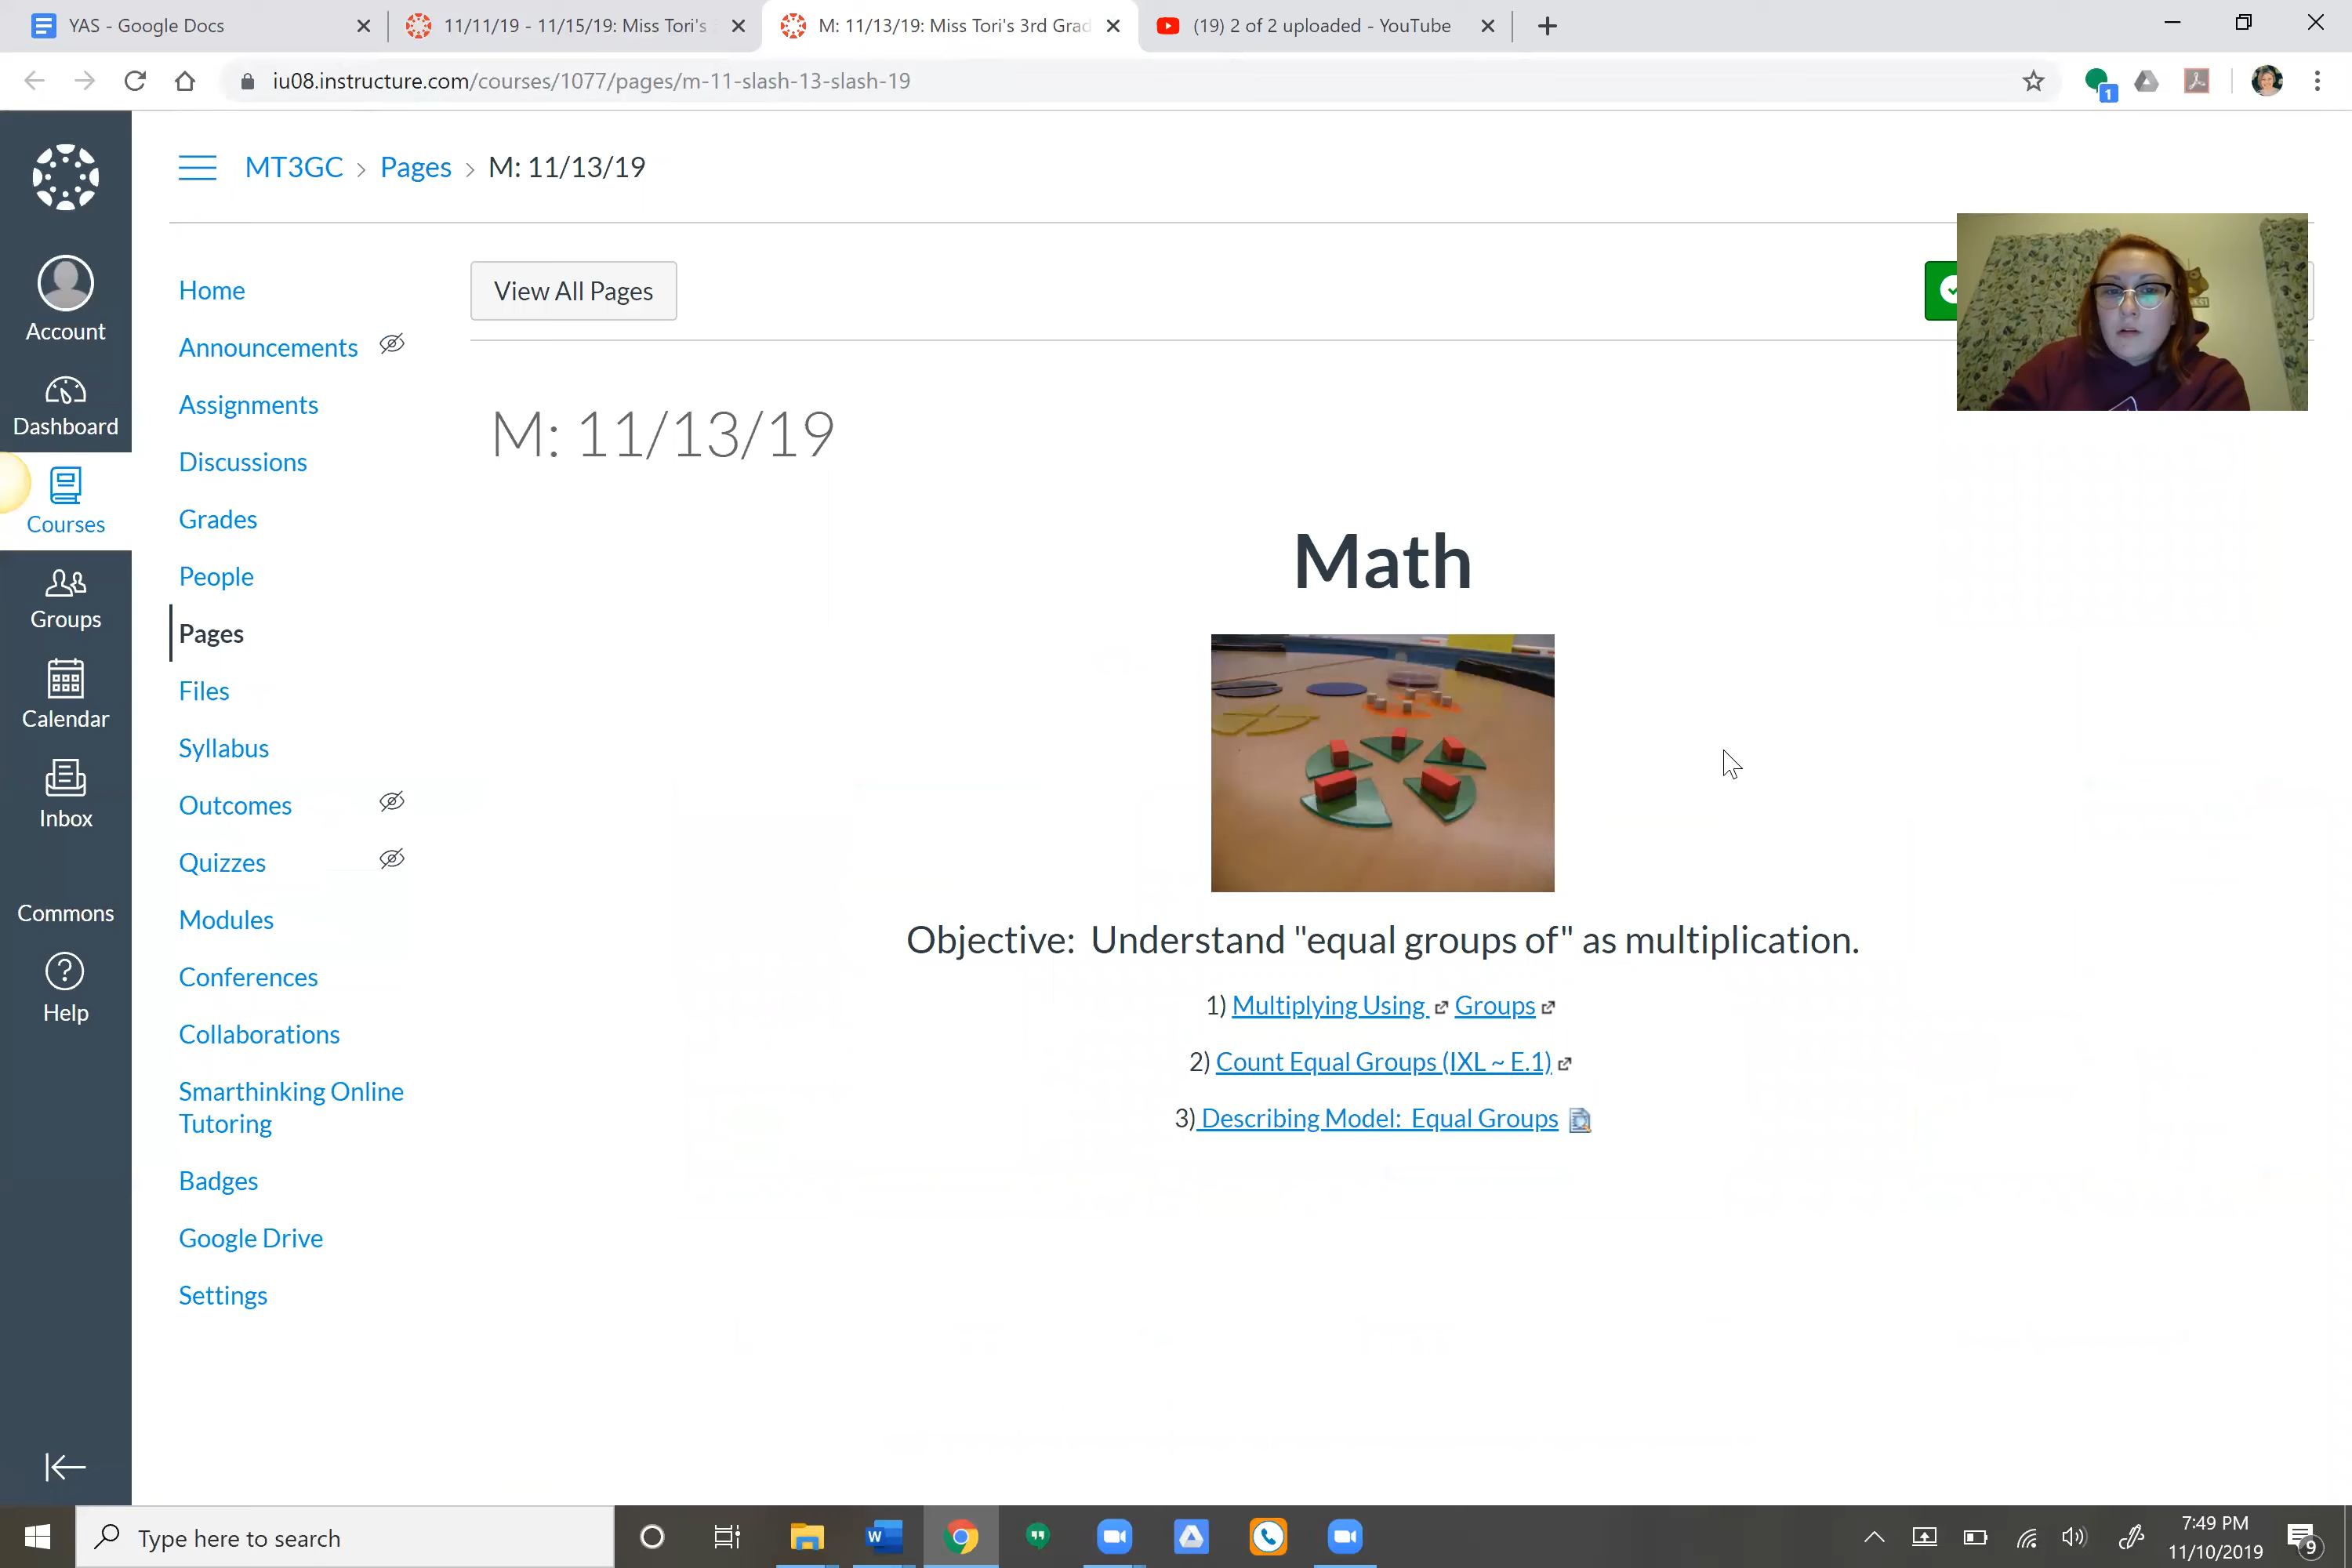 YAS - Google Docs
11/11/19 - 11/15/19: Miss Tori's
M: 11/13/19: Miss Tori's 3rd Grad
(19) 2 of 2 uploaded - YouTube
iu08.instructure.com/courses/1077/pages/m-11-slash-13-slash-19
1
MT3GC > Pages > M: 11/13/19
Account
Dashboard
Courses
Groups
Calendar
Inbox
Commons
Help
Home
Announcements
Assignments
Discussions
Grades
People
Pages
Files
Syllabus
Outcomes
Quizzes
Modules
Conferences
Collaborations
Smarthinking Online
Tutoring
Badges
Google Drive
Settings
View All Pages
M: 11/13/19
Math
Objective: Understand "equal groups of" as multiplication.
1) Multiplying Using Groups
2) Count Equal Groups (IXL ~ E.1)
3) Describing Model: Equal Groups
Type here to search
7:49 PM
11/10/2019
9